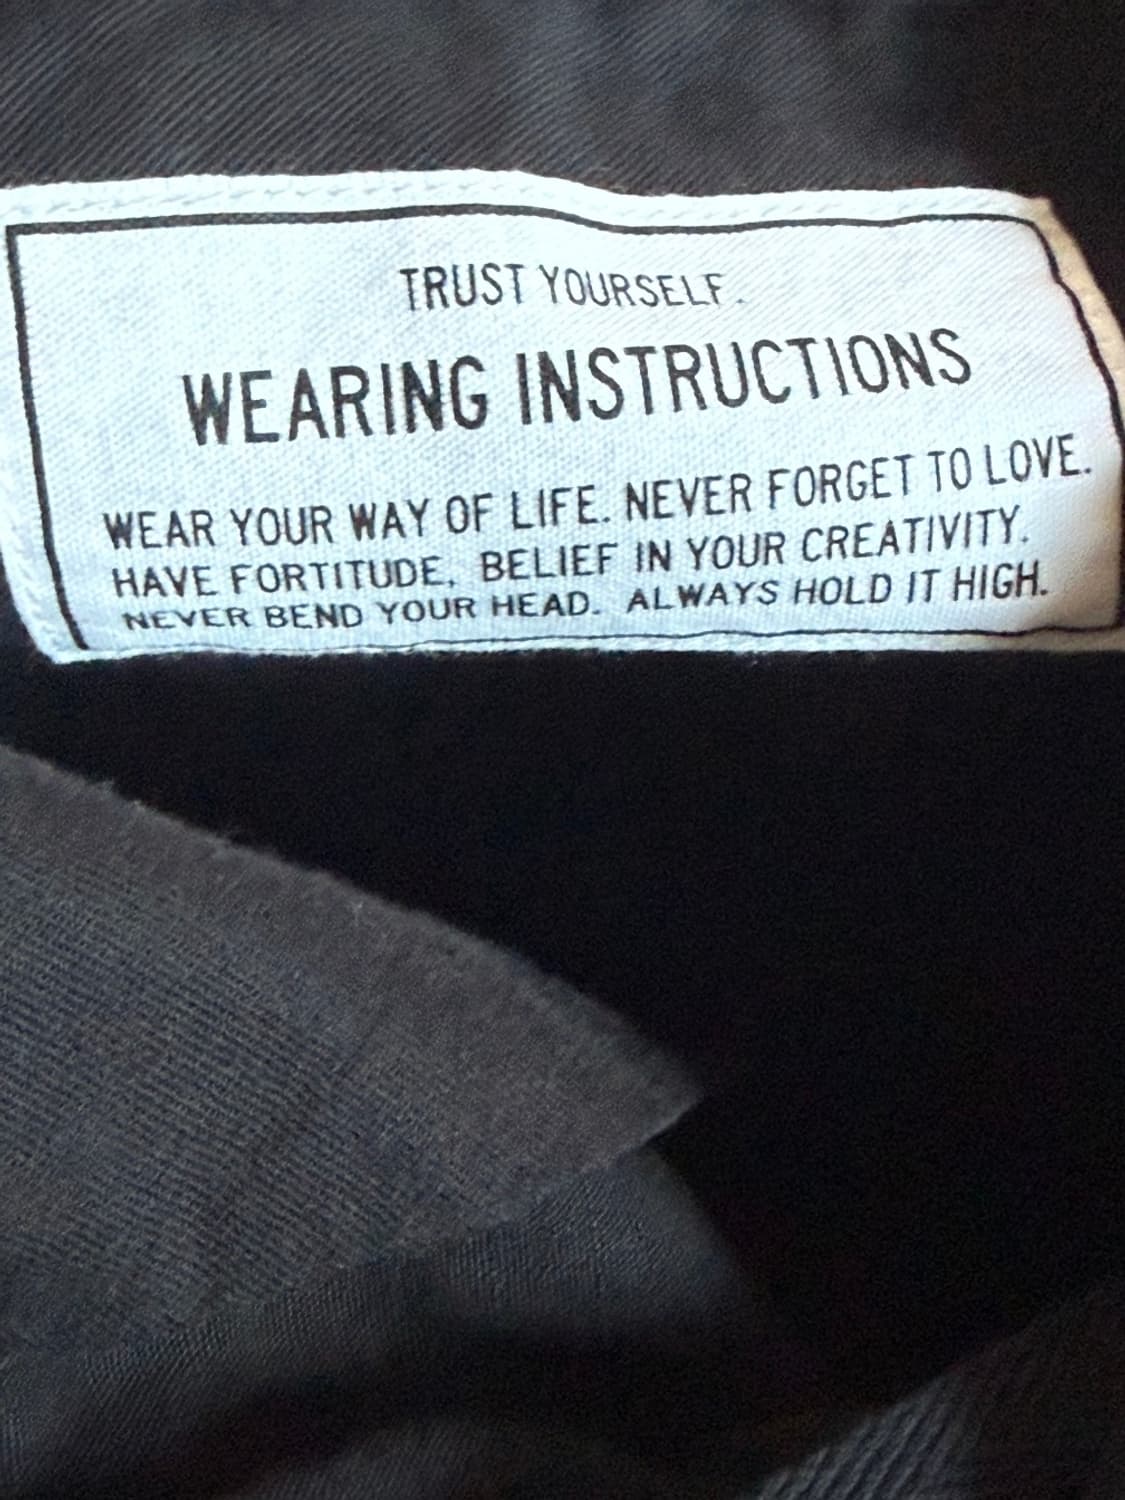 TRUST YOURSELF.
WEARING INSTRUCTIONS
WEAR YOUR WAY OF LIFE. NEVER FORGET TO LOVE.
HAVE FORTITUDE, BELIEF IN YOUR CREATIVITY.
NEVER BEND YOUR HEAD. ALWAYS HOLD IT HIGH.